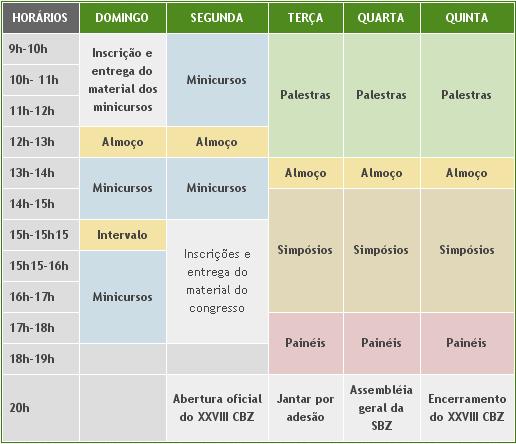 HORÁRIOS DOMINGO SEGUNDA TERÇA QUARTA QUINTA
9h-10h
10h- 11h
11h-12h
Inscrição e
entrega do
material dos
minicursos
Minicursos
Palestras Palestras Palestras
12h-13h Almoço Almoço
13h-14h
14h-15h
Minicursos Minicursos
Almoço Almoço Almoço
15h-15h15 Intervalo
15h15-16h
16h-17h
Minicursos
Inscrições e
entrega do
material do
congresso
Simpósios Simpósios Simpósios
17h-18h
18h-19h
Painéis Painéis Painéis
20h
Abertura oficial
do XXVIII CBZ
Jantar por
adesão
Assembléia
geral da
SBZ
Encerramento
do XXVIII CBZ